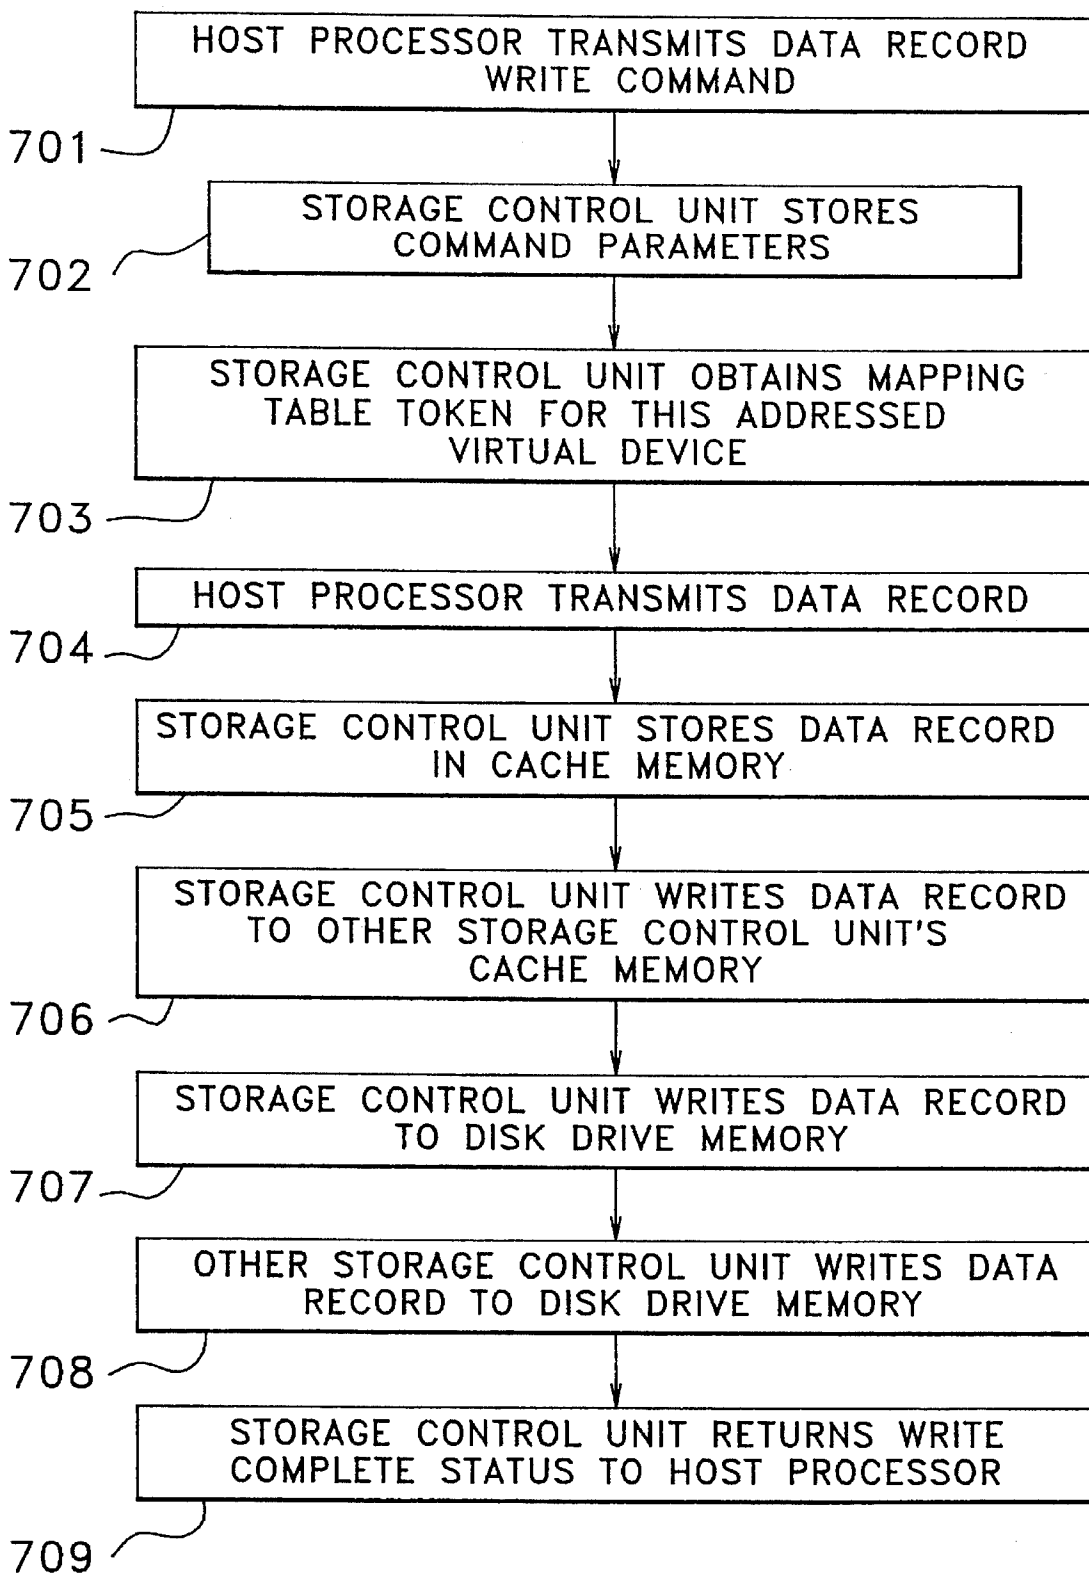 HOST PROCESSOR TRANSMITS DATA RECORD
WRITE COMMAND
701
STORAGE CONTROL UNIT STORES
COMMAND PARAMETERS
702
STORAGE CONTROL UNIT OBTAINS MAPPING
TABLE TOKEN FOR THIS ADDRESSED
VIRTUAL DEVICE
703
HOST PROCESSOR TRANSMITS DATA RECORD
704
STORAGE CONTROL UNIT STORES DATA RECORD
IN CACHE MEMORY
705
STORAGE CONTROL UNIT WRITES DATA RECORD
TO OTHER STORAGE CONTROL UNIT'S
CACHE MEMORY
706
STORAGE CONTROL UNIT WRITES DATA RECORD
TO DISK DRIVE MEMORY
707
OTHER STORAGE CONTROL UNIT WRITES DATA
RECORD TO DISK DRIVE MEMORY
708
STORAGE CONTROL UNIT RETURNS WRITE
COMPLETE STATUS TO HOST PROCESSOR
709